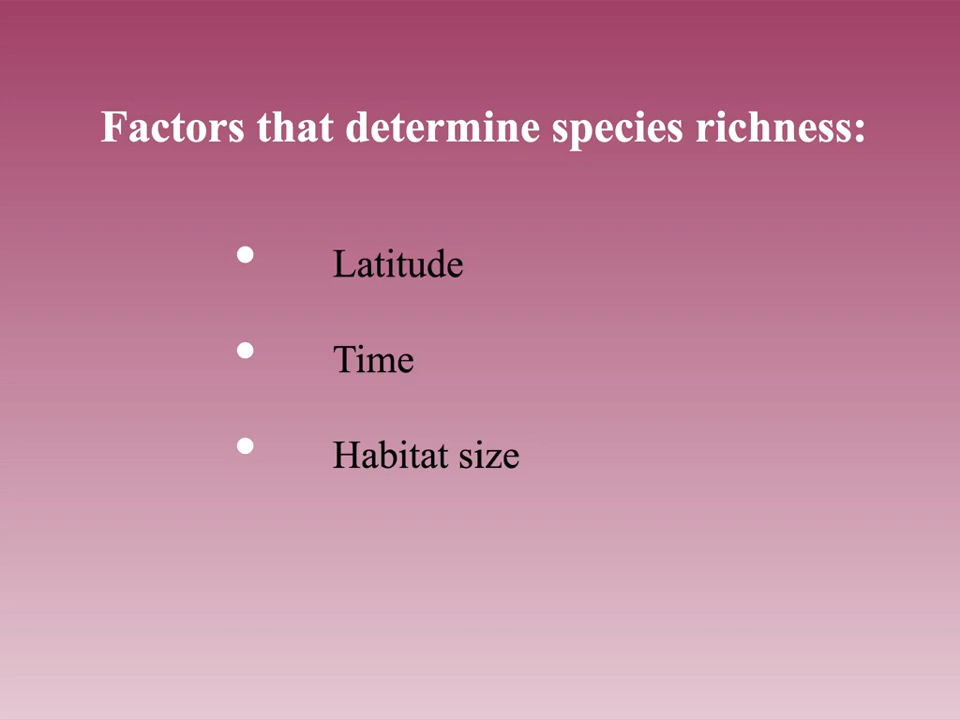 Factors that determine species richness:
• Latitude
• Time
• Habitat size